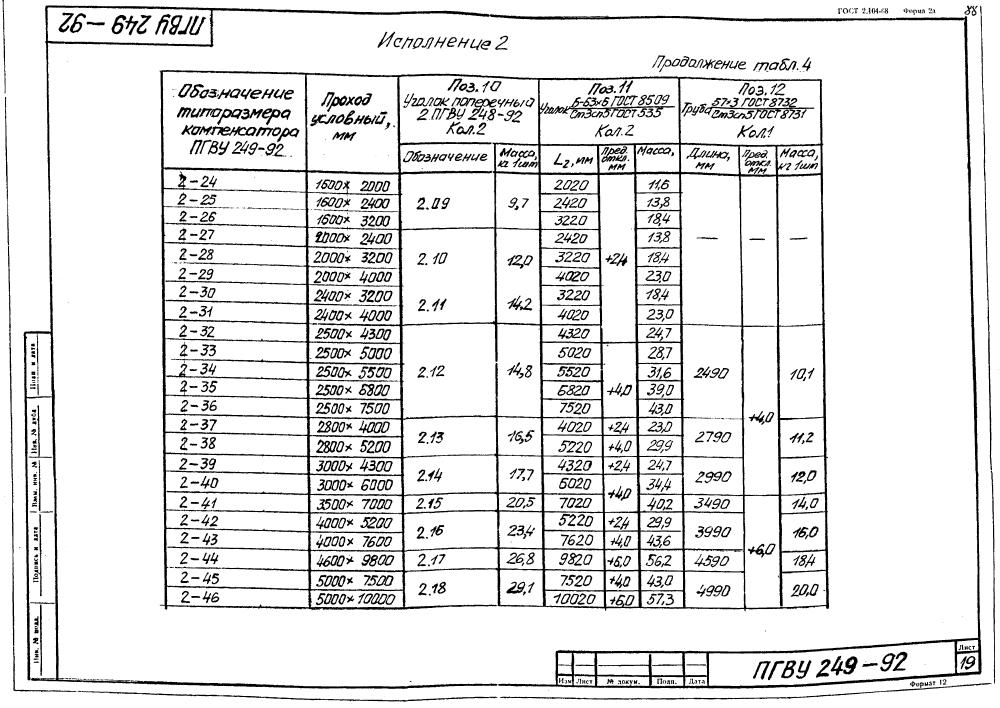 ГОСТ 2.104-68 Форма 2а 88
ПГВУ 249-92
Исполнение 2
Продолжение табл. 4
Обозначение типоразмера компенсатора ПГВУ 249-92
Проход условный, мм
Поз. 10 Уголок поперечный 2 ПГВУ 248-92 Кол. 2
Поз. 11 Уголок Б-63×6 ГОСТ 8509 / Ст3сп5 ГОСТ 535 Кол. 2
Поз. 12 Труба 57×3 ГОСТ 8732 / Ст3сп5 ГОСТ 8731 Кол. 1
Обозначение Масса, кг 1шт L2, мм Пред. откл. мм Масса, Длина, мм Пред. откл. мм Масса, кг 1шт
2-24 1600× 2000 2.09 9,7 2020 +2,4 11,6 — — —
2-25 1600× 2400 2420 13,8
2-26 1600× 3200 3220 18,4
2-27 2000× 2400 2.10 12,0 2420 13,8
2-28 2000× 3200 3220 18,4
2-29 2000× 4000 4020 23,0
2-30 2400× 3200 2.11 14,2 3220 18,4
2-31 2400× 4000 4020 23,0
2-32 2500× 4300 2.12 14,8 4320 24,7 2490 +4,0 10,1
2-33 2500× 5000 5020 +4,0 28,7
2-34 2500× 5500 5520 31,6
2-35 2500× 6800 6820 39,0
2-36 2500× 7500 7520 43,0
2-37 2800× 4000 2.13 16,5 4020 +2,4 23,0 2790 11,2
2-38 2800× 5200 5220 +4,0 29,9
2-39 3000× 4300 2.14 17,7 4320 +2,4 24,7 2990 12,0
2-40 3000× 6000 6020 +4,0 34,4
2-41 3500× 7000 2.15 20,5 7020 40,2 3490 +6,0 14,0
2-42 4000× 5200 2.16 23,4 5220 +2,4 29,9 3990 16,0
2-43 4000× 7600 7620 +4,0 43,6
2-44 4600× 9800 2.17 26,8 9820 +6,0 56,2 4590 18,4
2-45 5000× 7500 2.18 29,1 7520 +4,0 43,0 4990 20,0
2-46 5000×10000 10020 +6,0 57,3
Инв. № подл. Подпись и дата Взам. инв. № Инв. № дубл. Подп. и дата
Изм Лист № докум. Подп. Дата
ПГВУ 249-92
Лист
19
Формат 12